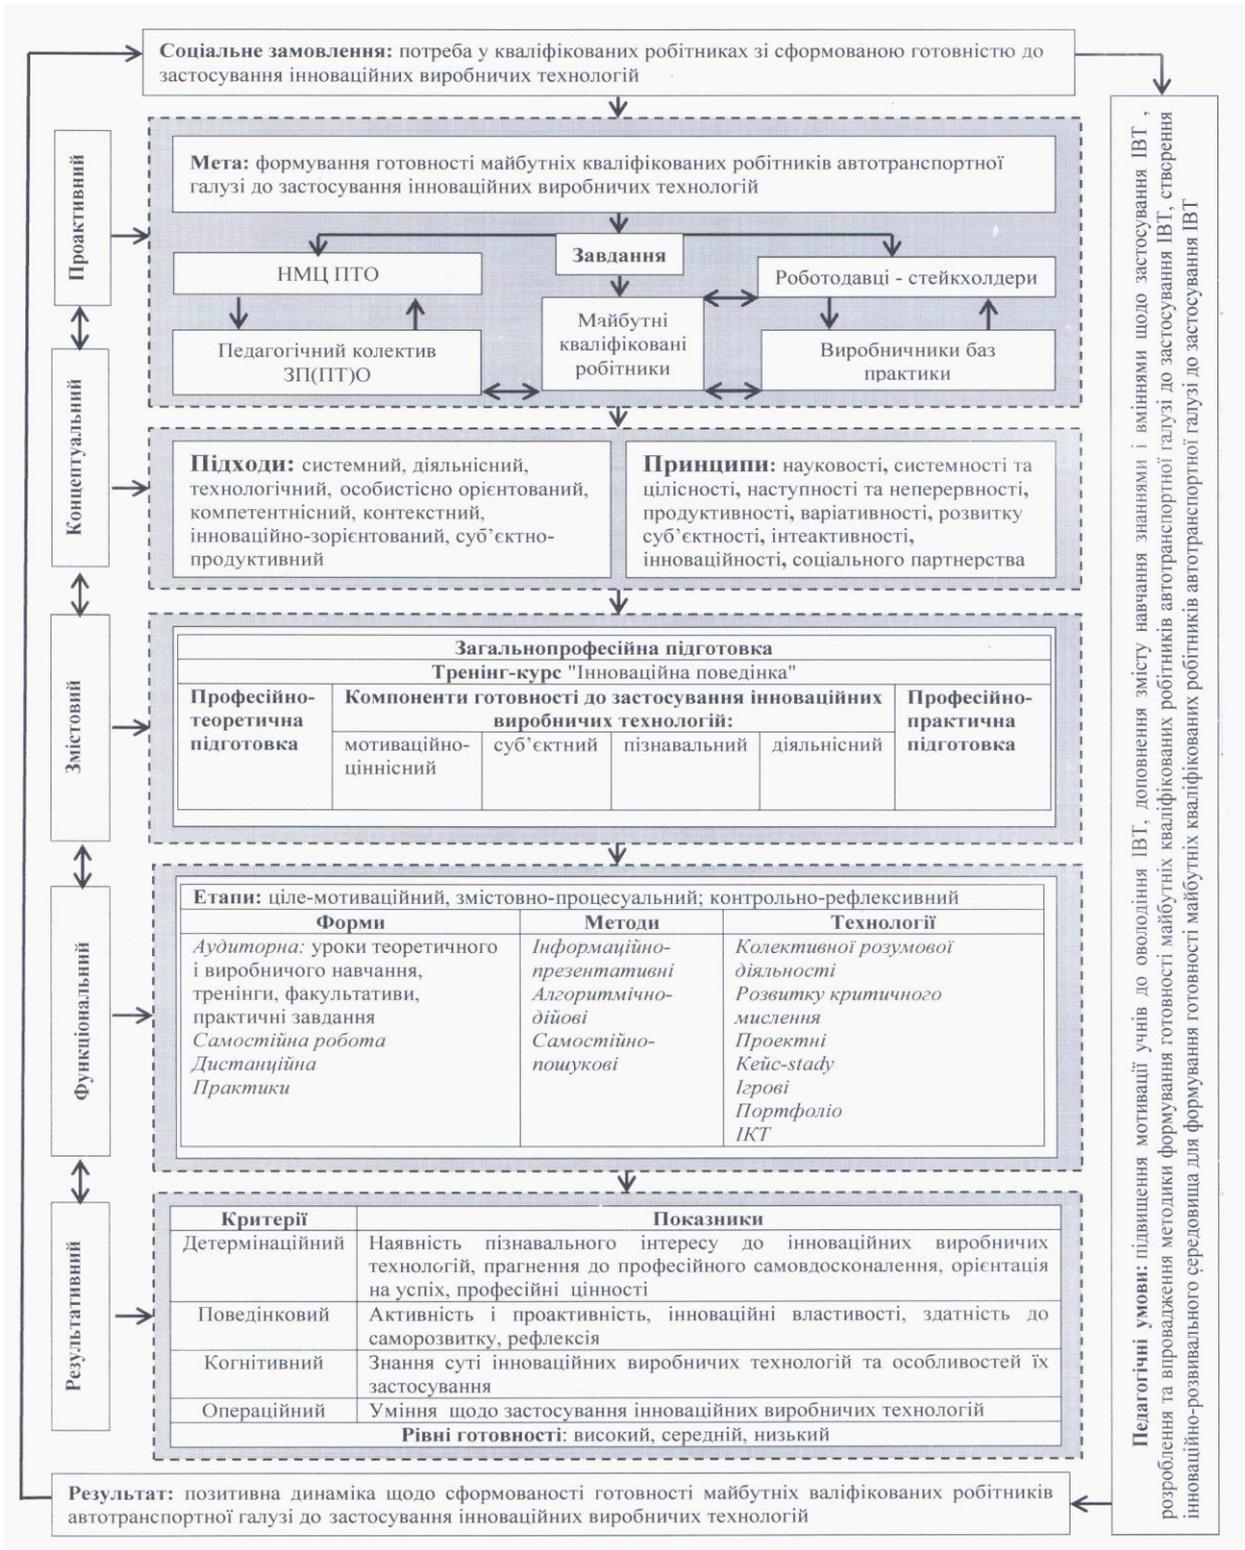 Соціальне замовлення: потреба у кваліфікованих робітниках зі сформованою готовністю до
застосування інноваційних виробничих технологій
Проактивний
Мета: формування готовності майбутніх кваліфікованих робітників автотранспортної
галузі до застосування інноваційних виробничих технологій
Завдання
НМЦ ПТО
Роботодавці - стейкхолдери
Майбутні
кваліфіковані
робітники
Педагогічний колектив
ЗП(ПТ)О
Виробничники баз
практики
Концептуальний
Підходи: системний, діяльнісний,
технологічний, особистісно орієнтований,
компетентнісний, контекстний,
інноваційно-зорієнтований, суб’єктно-
продуктивний
Принципи: науковості, системності та
цілісності, наступності та неперервності,
продуктивності, варіативності, розвитку
суб’єктності, інтеактивності,
інноваційності, соціального партнерства
Змістовий
Загальнопрофесійна підготовка
Тренінг-курс "Інноваційна поведінка"
Професійно-
теоретична
підготовка
Компоненти готовності до застосування інноваційних
виробничих технологій:
мотиваційно-
ціннісний
суб’єктний
пізнавальний
діяльнісний
Професійно-
практична
підготовка
Функціональний
Етапи: ціле-мотиваційний, змістовно-процесуальний; контрольно-рефлексивний
Форми
Аудиторна: уроки теоретичного
і виробничого навчання,
тренінги, факультативи,
практичні завдання
Самостійна робота
Дистанційна
Практики
Методи
Інформаційно-
презентативні
Алгоритмічно-
дійові
Самостійно-
пошукові
Технології
Колективної розумової
діяльності
Розвитку критичного
мислення
Проектні
Кейс-stady
Ігрові
Портфоліо
ІКТ
Результативний
Критерії
Показники
Детермінаційний
Наявність пізнавального інтересу до інноваційних виробничих
технологій, прагнення до професійного самовдосконалення, орієнтація
на успіх, професійні цінності
Поведінковий
Активність і проактивність, інноваційні властивості, здатність до
саморозвитку, рефлексія
Когнітивний
Знання суті інноваційних виробничих технологій та особливостей їх
застосування
Операційний
Уміння щодо застосування інноваційних виробничих технологій
Рівні готовності: високий, середній, низький
Результат: позитивна динаміка щодо сформованості готовності майбутніх валіфікованих робітників
автотранспортної галузі до застосування інноваційних виробничих технологій
Педагогічні умови: підвищення мотивації учнів до оволодіння ІВТ, доповнення змісту навчання знаннями і вміннями щодо застосування ІВТ ,
розроблення та впровадження методики формування готовності майбутніх кваліфікованих робітників автотранспортної галузі до застосування ІВТ, створення
інноваційно-розвивального середовища для формування готовності майбутніх кваліфікованих робітників автотранспортної галузі до застосування ІВТ